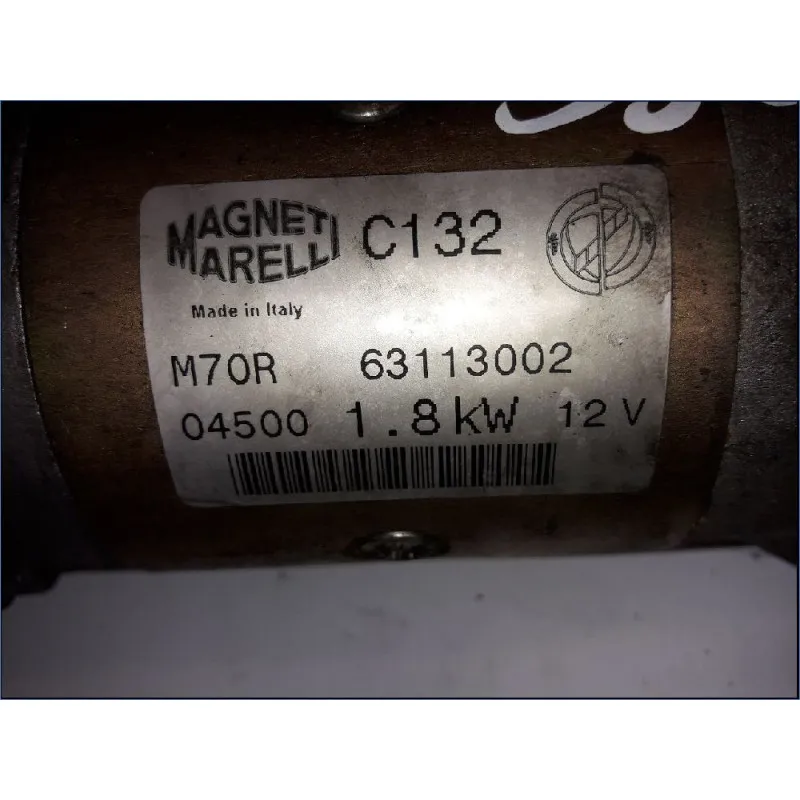 MAGNETI MARELLI C132
Made in Italy
M70R 63113002
04500 1.8kW 12V